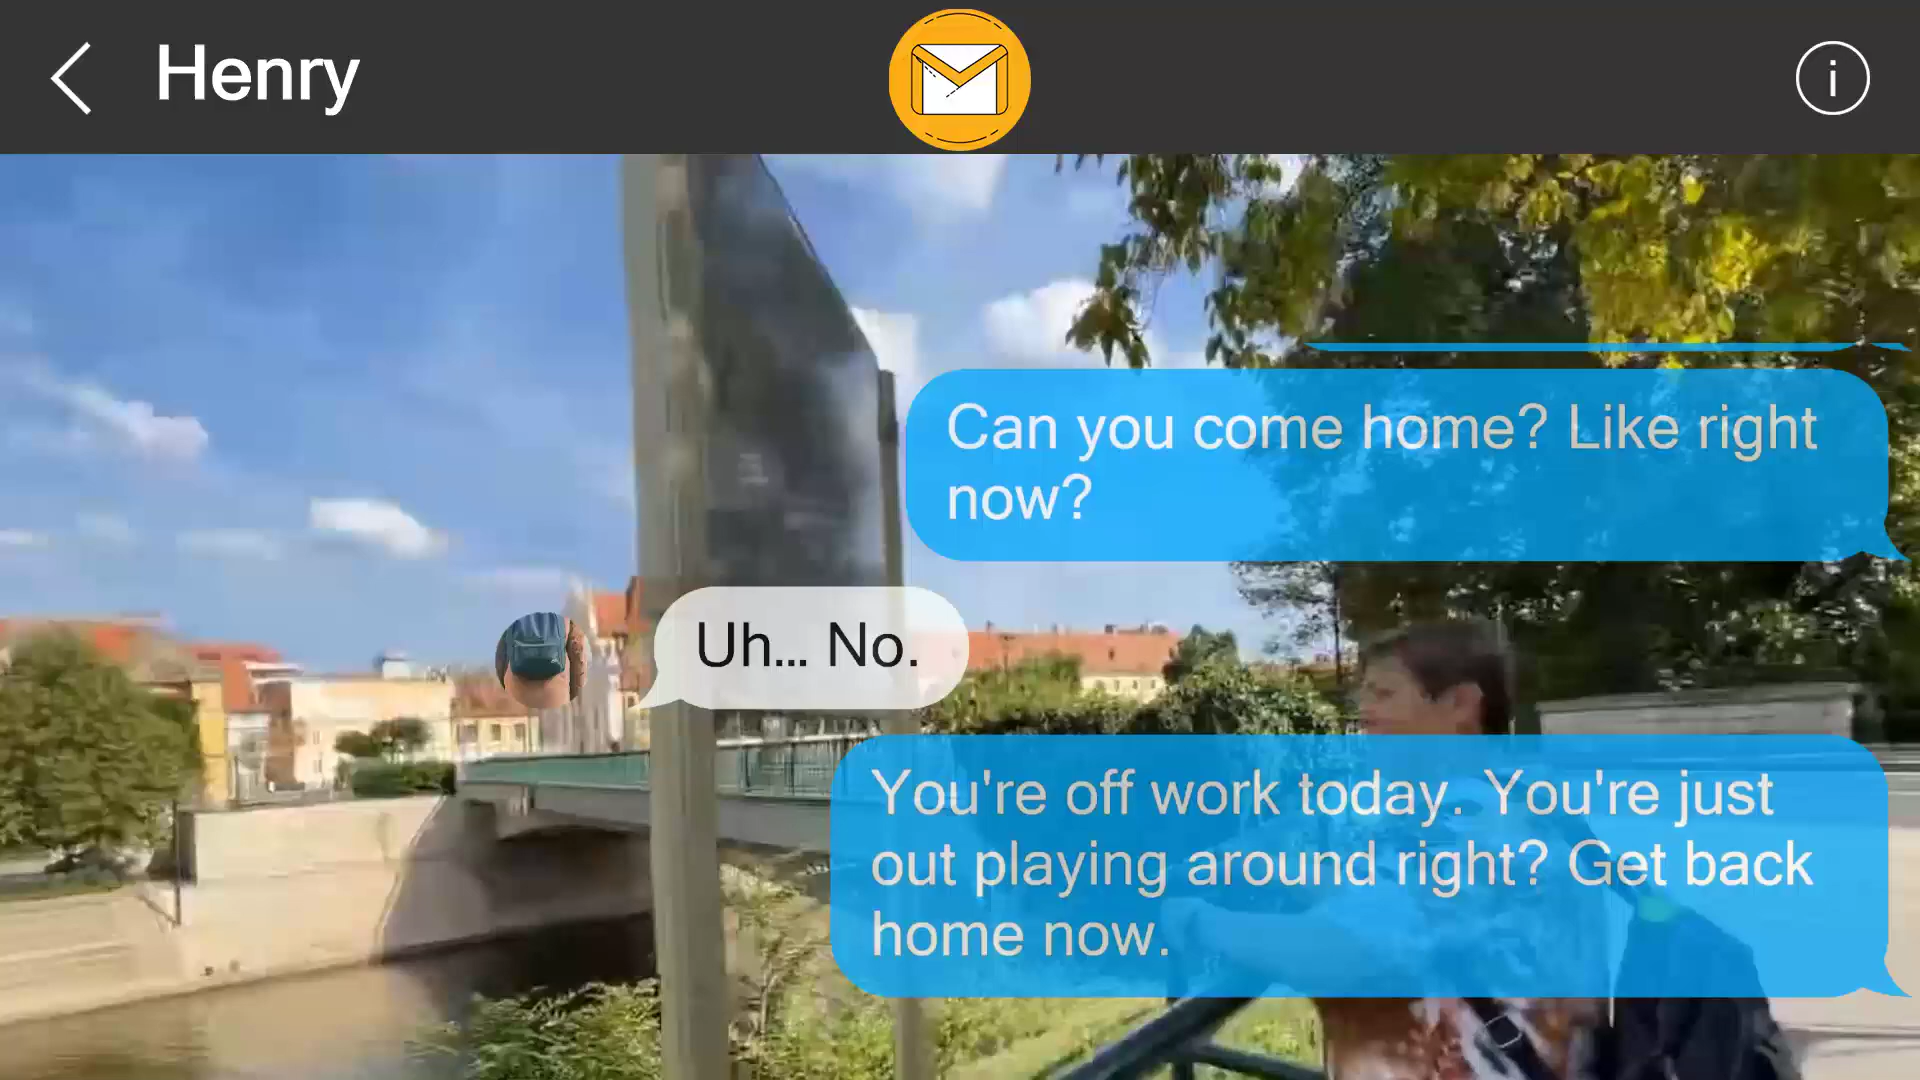 Henry
Can you come home? Like right
now?
Uh... No.
You're off work today. You're just
out playing around right? Get back
home now.